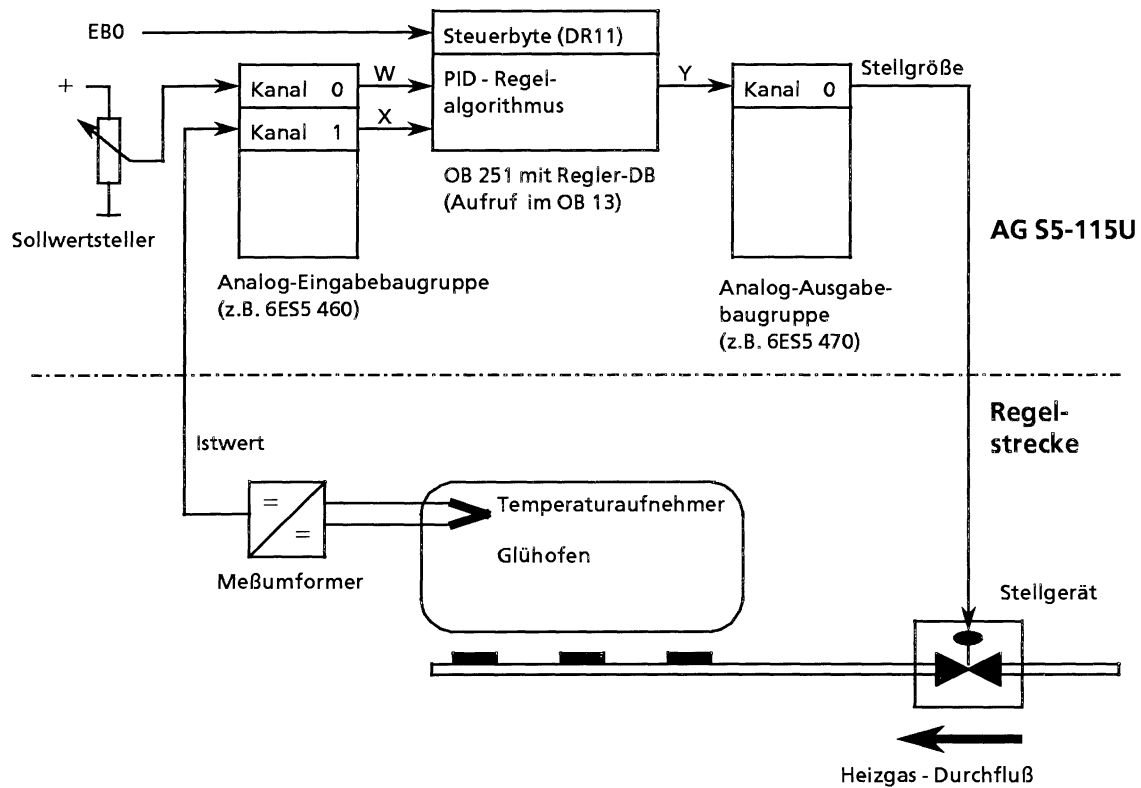 EB0
Steuerbyte (DR11)
+
Kanal 0
W
PID - Regel-
algorithmus
Y
Kanal 0
Stellgröße
Kanal 1
X
OB 251 mit Regler-DB
(Aufruf im OB 13)
Sollwertsteller
AG S5-115U
Analog-Eingabebaugruppe
(z.B. 6ES5 460)
Analog-Ausgabe-
baugruppe
(z.B. 6ES5 470)
Regel-
strecke
Istwert
=
=
Temperaturaufnehmer
Glühofen
Meßumformer
Stellgerät
Heizgas - Durchfluß